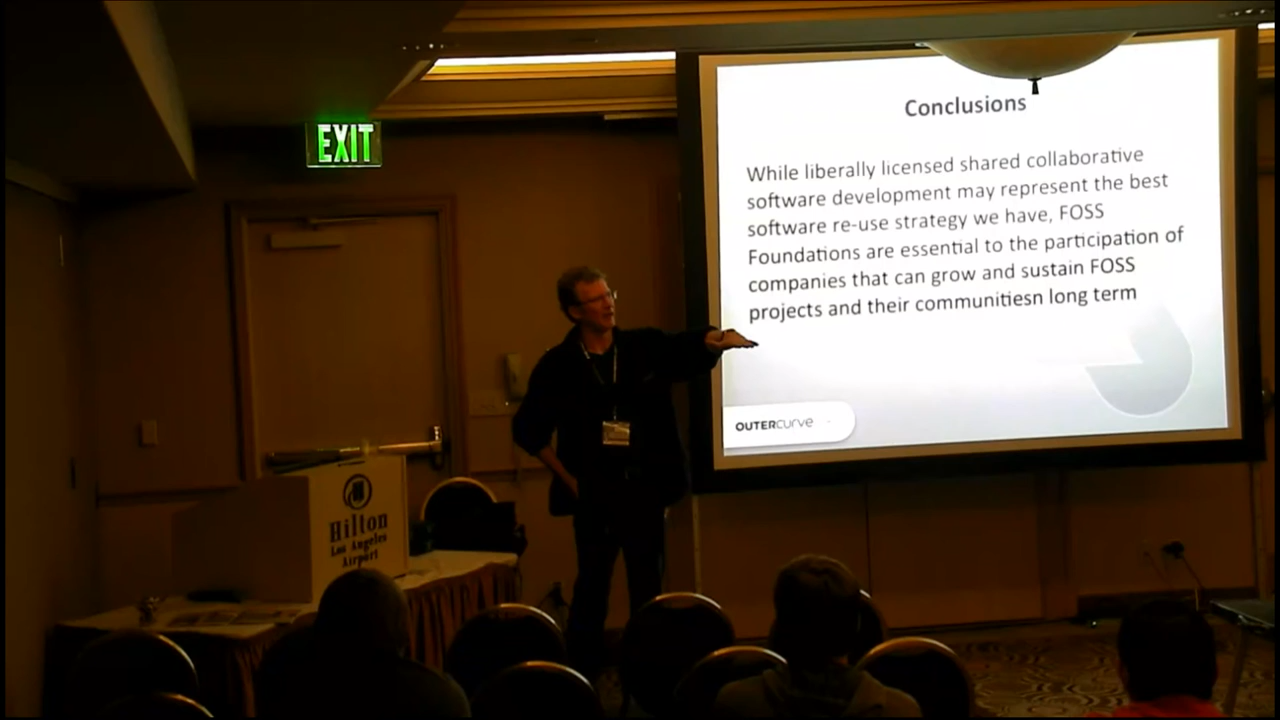 EXIT
Conclusions
While liberally licensed shared collaborative
software development may represent the best
software re-use strategy we have, FOSS
Foundations are essential to the participation of
companies that can grow and sustain FOSS
projects and their communitiesn long term
OUTERCURVE
Hilton
Los Angeles
Airport